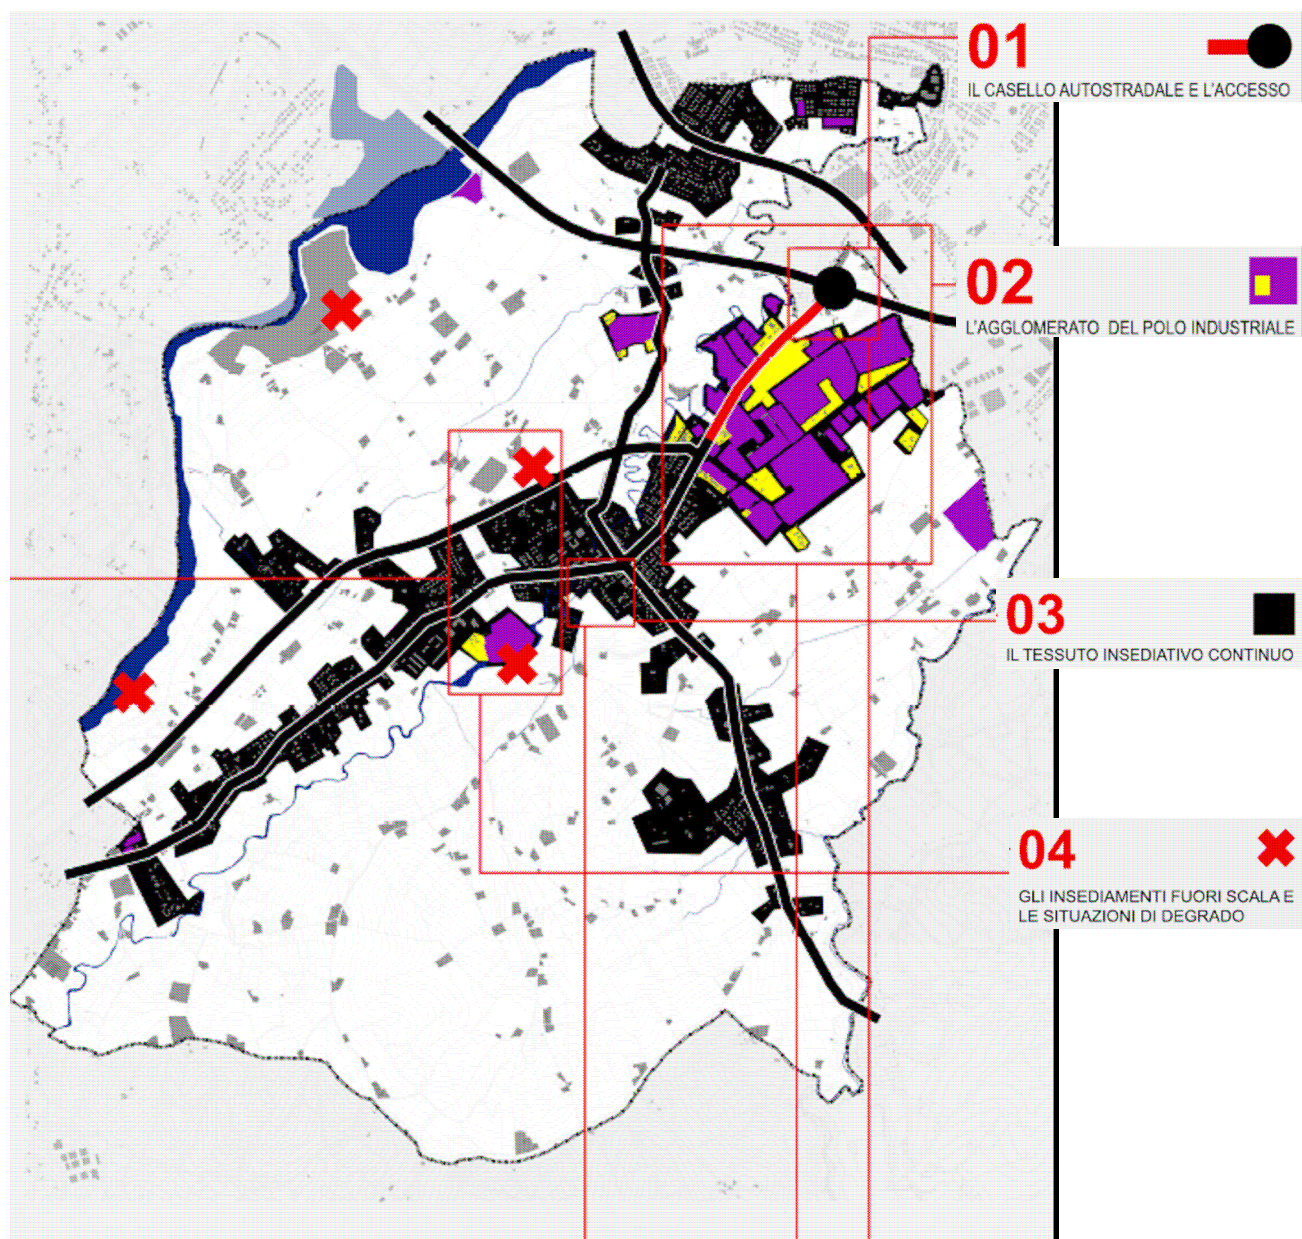 01
IL CASELLO AUTOSTRADALE E L'ACCESSO
02
L'AGGLOMERATO DEL POLO INDUSTRIALE
03
IL TESSUTO INSEDIATIVO CONTINUO
04
GLI INSEDIAMENTI FUORI SCALA E
LE SITUAZIONI DI DEGRADO